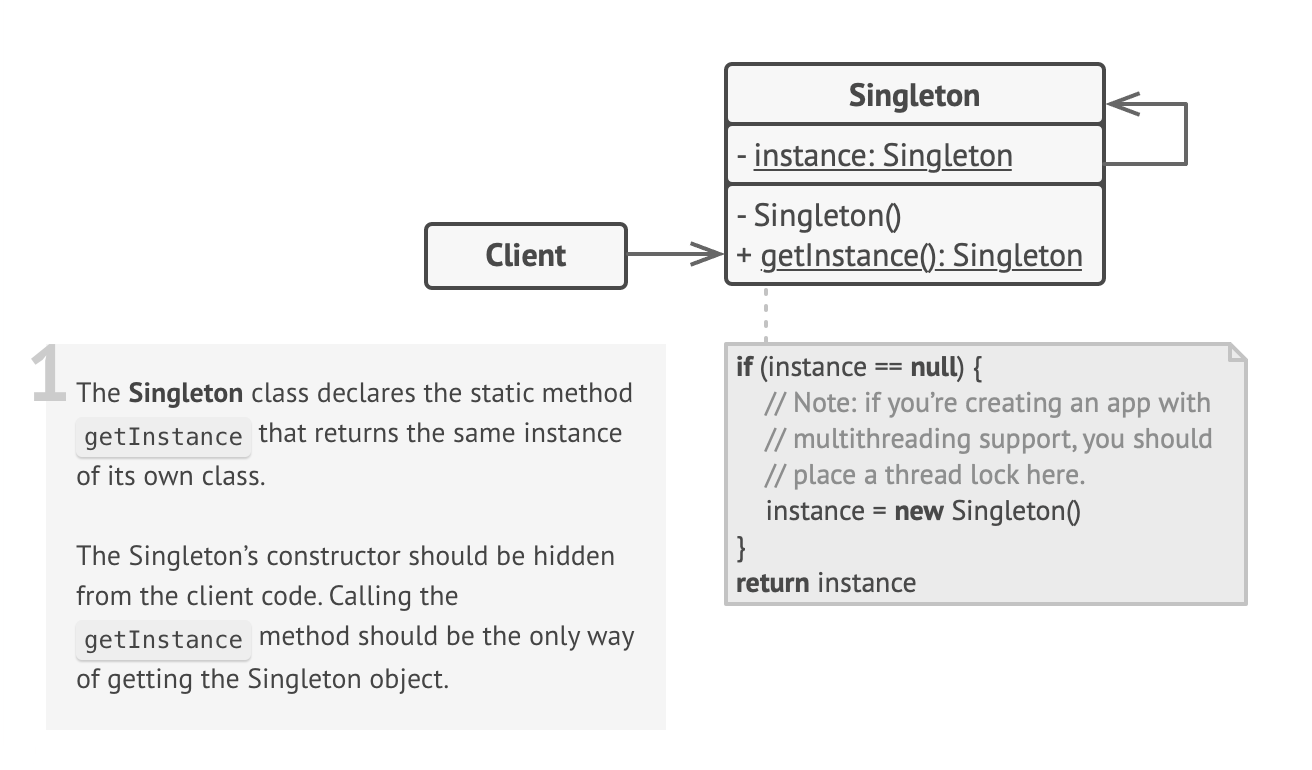 Singleton
- instance: Singleton
- Singleton()
+ getInstance(): Singleton
Client
1
The Singleton class declares the static method
getInstance that returns the same instance
of its own class.
The Singleton’s constructor should be hidden
from the client code. Calling the
getInstance method should be the only way
of getting the Singleton object.
if (instance == null) {
// Note: if you’re creating an app with
// multithreading support, you should
// place a thread lock here.
instance = new Singleton()
}
return instance